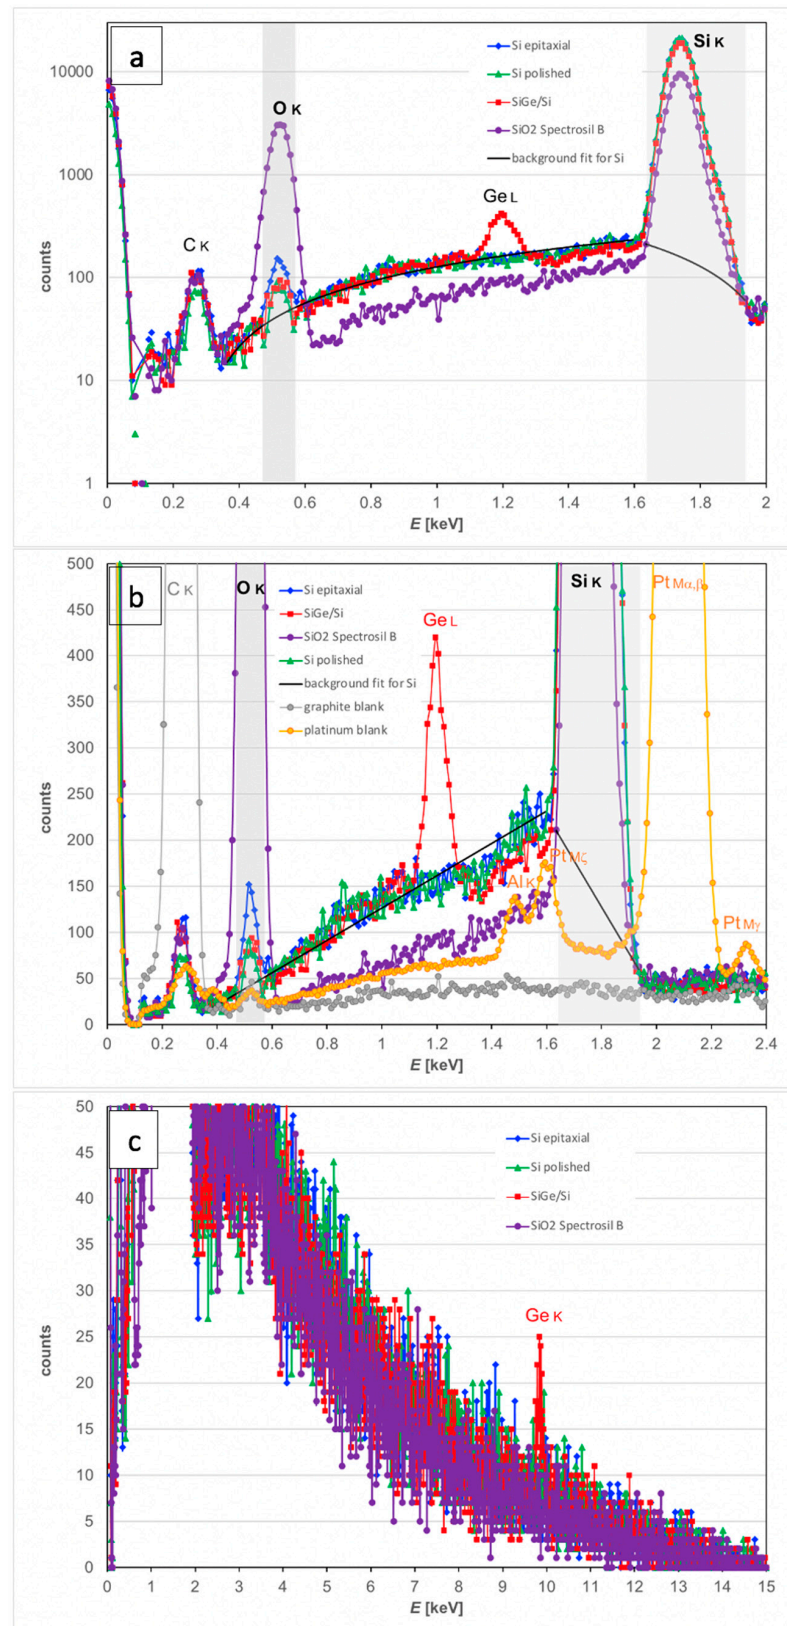 a
O K
Si K
Si epitaxial
Si polished
SiGe/Si
SiO2 Spectrosil B
background fit for Si
Ge L
C K
10000
1000
100
10
1
counts
0 0.2 0.4 0.6 0.8 1 1.2 1.4 1.6 1.8 2
E [keV]
b
C K
O K
Si K
Pt Mα,β
Si epitaxial
SiGe/Si
SiO2 Spectrosil B
Si polished
background fit for Si
graphite blank
platinum blank
Ge L
Pt Mζ
Al K
Pt Mγ
500
450
400
350
300
250
200
150
100
50
0
counts
0 0.2 0.4 0.6 0.8 1 1.2 1.4 1.6 1.8 2 2.2 2.4
E [keV]
c
Si epitaxial
Si polished
SiGe/Si
SiO2 Spectrosil B
Ge K
50
45
40
35
30
25
20
15
10
5
0
counts
0 1 2 3 4 5 6 7 8 9 10 11 12 13 14 15
E [keV]